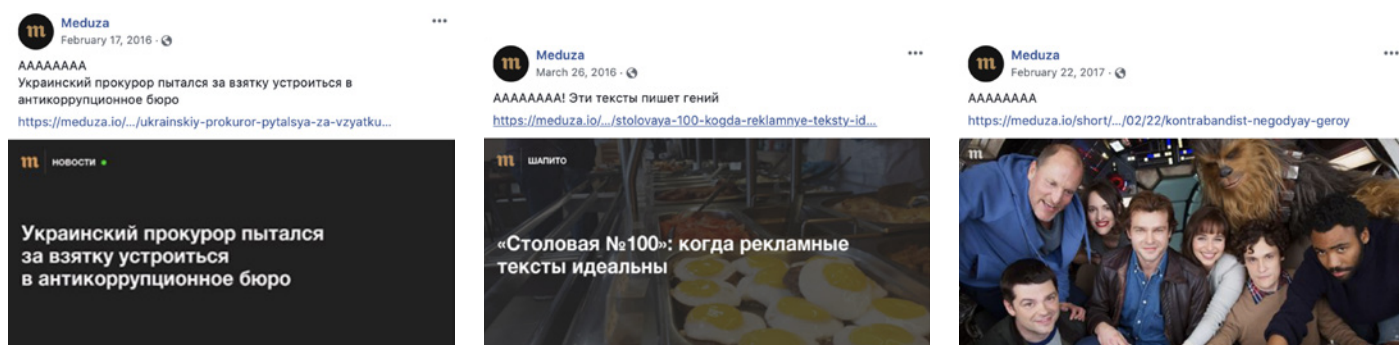 Meduza
February 17, 2016
АААААААА
Украинский прокурор пытался за взятку устроиться в
антикоррупционное бюро
https://meduza.io/.../ukrainskiy-prokuror-pytalsya-za-vzyatku...
m НОВОСТИ
Украинский прокурор пытался
за взятку устроиться
в антикоррупционное бюро
Meduza
March 26, 2016
АААААААА! Эти тексты пишет гений
https://meduza.io/.../stolovaya-100-kogda-reklamnye-teksty-id...
m ШАПИТО
«Столовая №100»: когда рекламные
тексты идеальны
Meduza
February 22, 2017
АААААААА
https://meduza.io/short/.../02/22/kontrabandist-negodyay-geroy
m